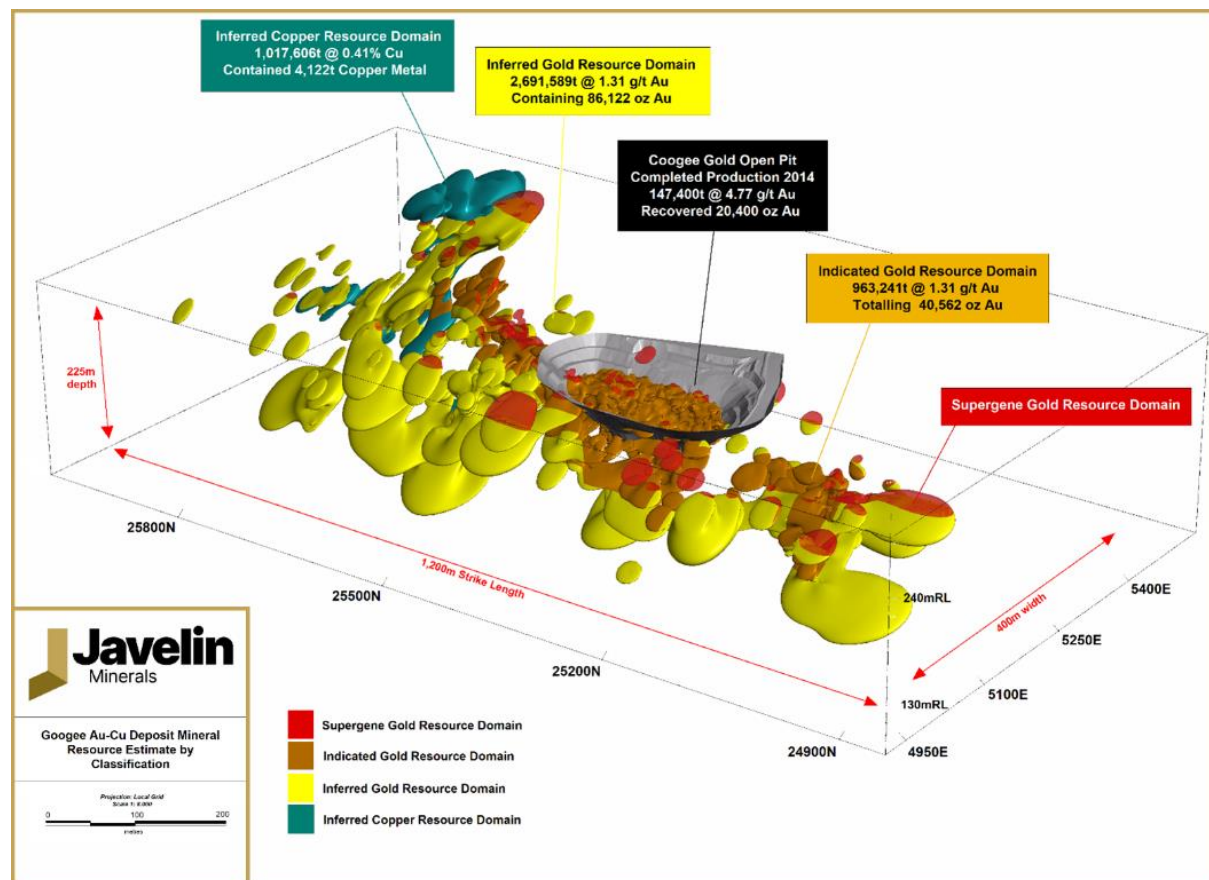 Inferred Copper Resource Domain
1,017,606t @ 0.41% Cu
Contained 4,122t Copper Metal
Inferred Gold Resource Domain
2,691,589t @ 1.31 g/t Au
Containing 86,122 oz Au
Coogee Gold Open Pit
Completed Production 2014
147,400t @ 4.77 g/t Au
Recovered 20,400 oz Au
Indicated Gold Resource Domain
963,241t @ 1.31 g/t Au
Totalling 40,562 oz Au
Supergene Gold Resource Domain
225m
depth
25800N
1,200m Strike Length
25500N
25200N
24900N
240mRL
130mRL
400m width
5400E
5250E
5100E
4950E
Javelin
Minerals
Googee Au-Cu Deposit Mineral
Resource Estimate by
Classification
Projection: Local Grid
Scale 1: 6,000
0 100 200
metres
Supergene Gold Resource Domain
Indicated Gold Resource Domain
Inferred Gold Resource Domain
Inferred Copper Resource Domain